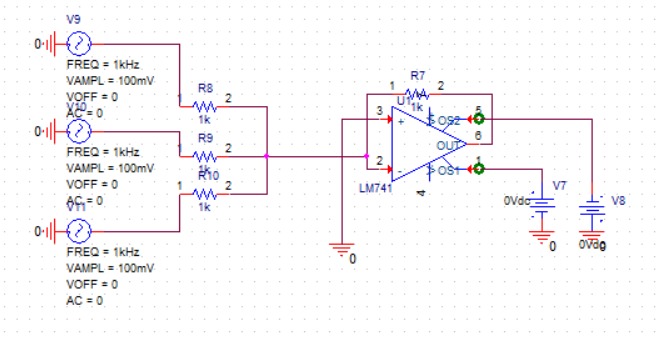 V9
0
FREQ = 1kHz
VAMPL = 100mV
VOFF = 0
AC = 0
V10
0
FREQ = 1kHz
VAMPL = 100mV
VOFF = 0
AC = 0
V11
0
FREQ = 1kHz
VAMPL = 100mV
VOFF = 0
AC = 0
R8
1 2
1k
R9
1 2
1k
R10
1 2
1k
R7
1 2
1k
U1
3 + OS2 5
OUT 6
2 - OS1 1
4
LM741
0
0Vdc V7
0
V8
0Vdc
0